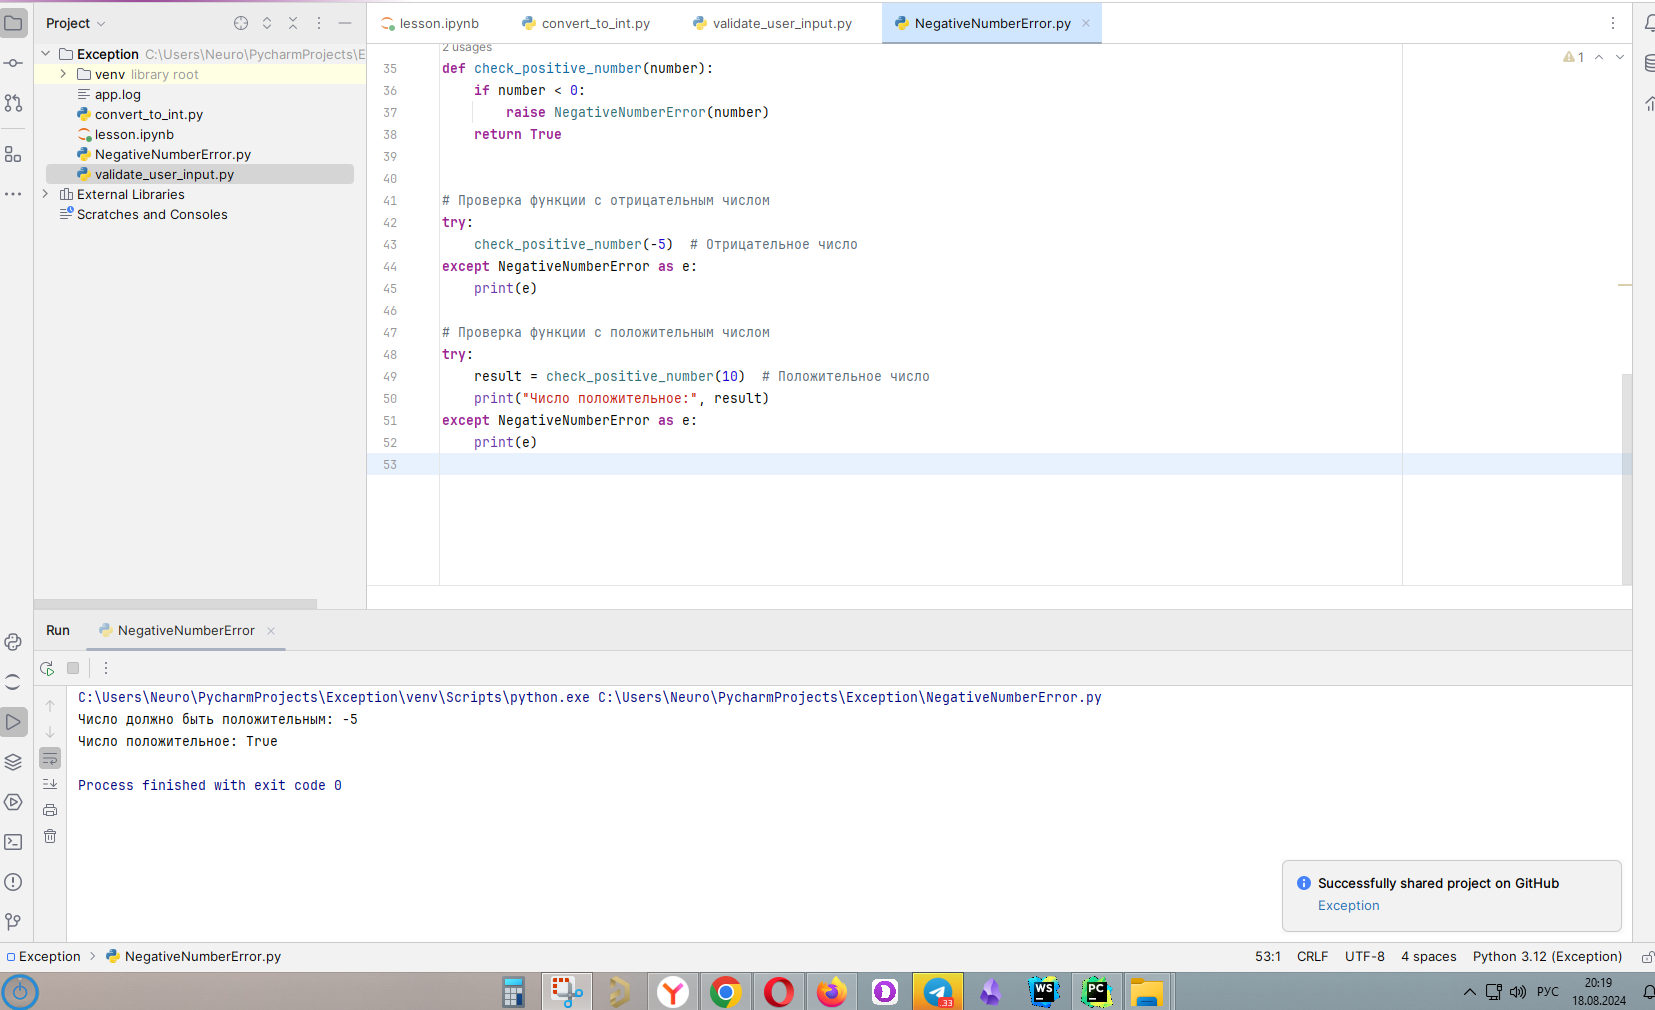 Project
lesson.ipynb
convert_to_int.py
validate_user_input.py
NegativeNumberError.py
Exception C:\Users\Neuro\PycharmProjects\E
venv library root
app.log
convert_to_int.py
lesson.ipynb
NegativeNumberError.py
validate_user_input.py
External Libraries
Scratches and Consoles
2 usages
1
35 def check_positive_number(number):
36 if number < 0:
37 raise NegativeNumberError(number)
38 return True
39
40
41 # Проверка функции с отрицательным числом
42 try:
43 check_positive_number(-5) # Отрицательное число
44 except NegativeNumberError as e:
45 print(e)
46
47 # Проверка функции с положительным числом
48 try:
49 result = check_positive_number(10) # Положительное число
50 print("Число положительное:", result)
51 except NegativeNumberError as e:
52 print(e)
53
Run
NegativeNumberError
C:\Users\Neuro\PycharmProjects\Exception\venv\Scripts\python.exe C:\Users\Neuro\PycharmProjects\Exception\NegativeNumberError.py
Число должно быть положительным: -5
Число положительное: True
Process finished with exit code 0
Successfully shared project on GitHub
Exception
Exception > NegativeNumberError.py
53:1 CRLF UTF-8 4 spaces Python 3.12 (Exception)
33
WS
PC
РУС
20:19
18.08.2024